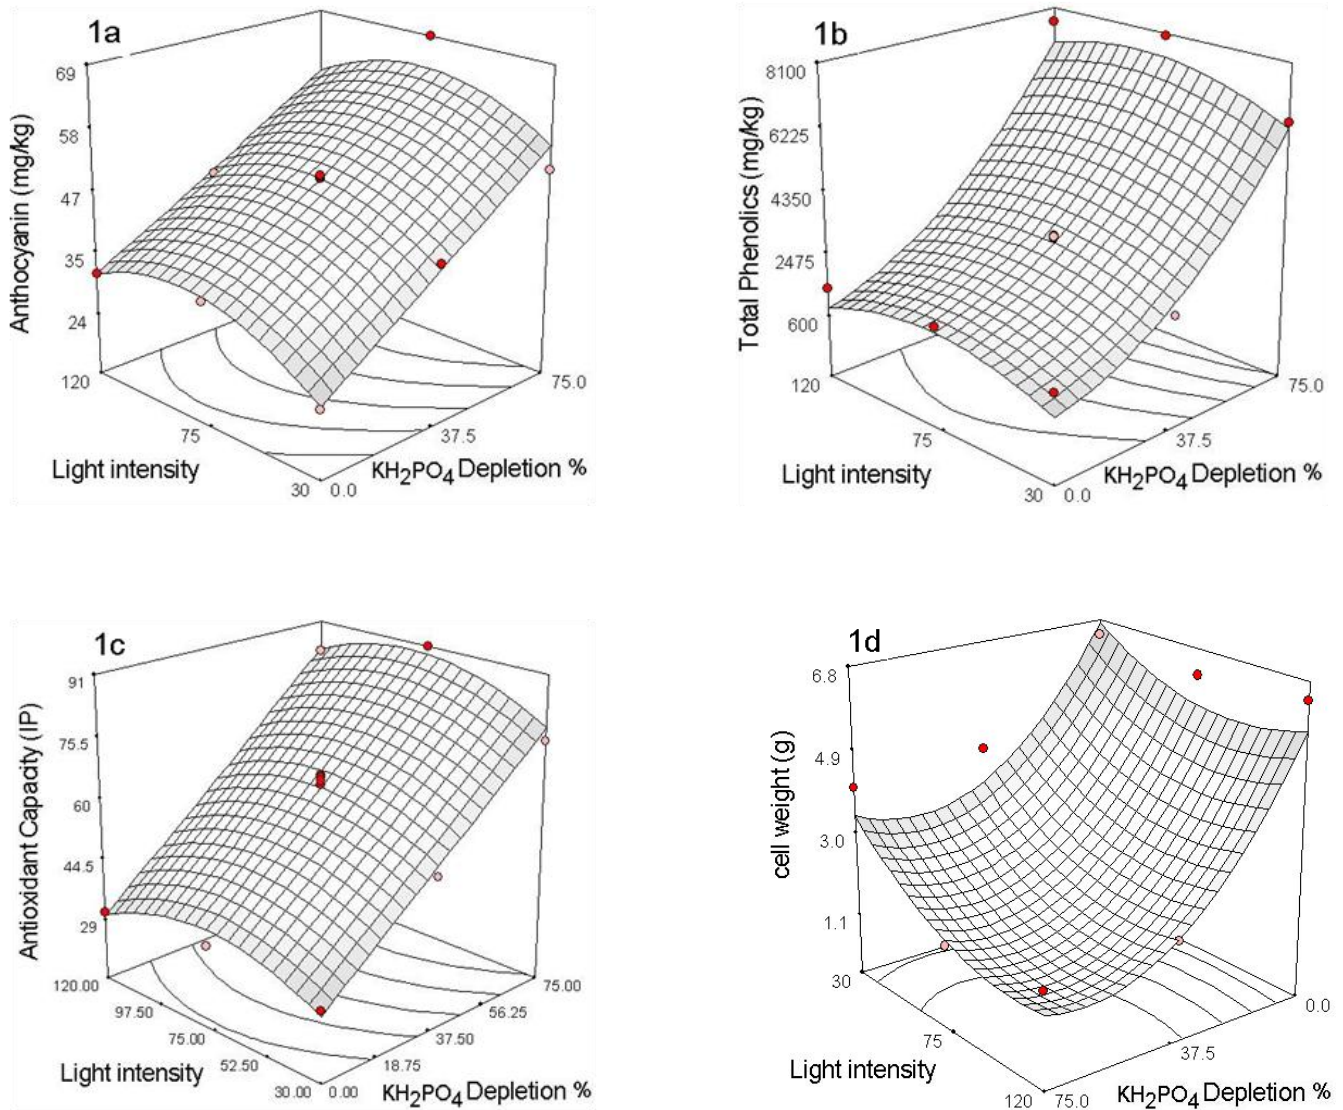 1a
69
58
47
35
24
Anthocyanin (mg/kg)
120
75
30
Light intensity
0.0
37.5
75.0
KH2PO4 Depletion %
1b
8100
6225
4350
2475
600
Total Phenolics (mg/kg)
120
75
30
Light intensity
0.0
37.5
75.0
KH2PO4 Depletion %
1c
91
75.5
60
44.5
29
Antioxidant Capacity (IP)
120.00
97.50
75.00
52.50
30.00
Light intensity
0.00
18.75
37.50
56.25
75.00
KH2PO4 Depletion %
1d
6.8
4.9
3.0
1.1
cell weight (g)
30
75
120
Light intensity
75.0
37.5
0.0
KH2PO4 Depletion %